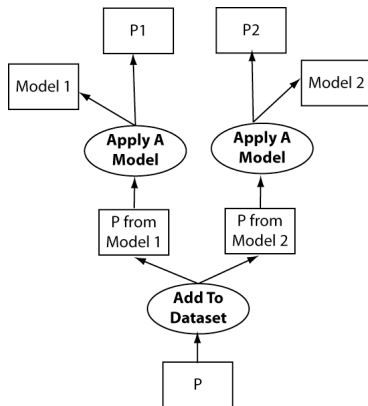 P1
P2
Model 1
Model 2
Apply A
Model
Apply A
Model
P from
Model 1
P from
Model 2
Add To
Dataset
P